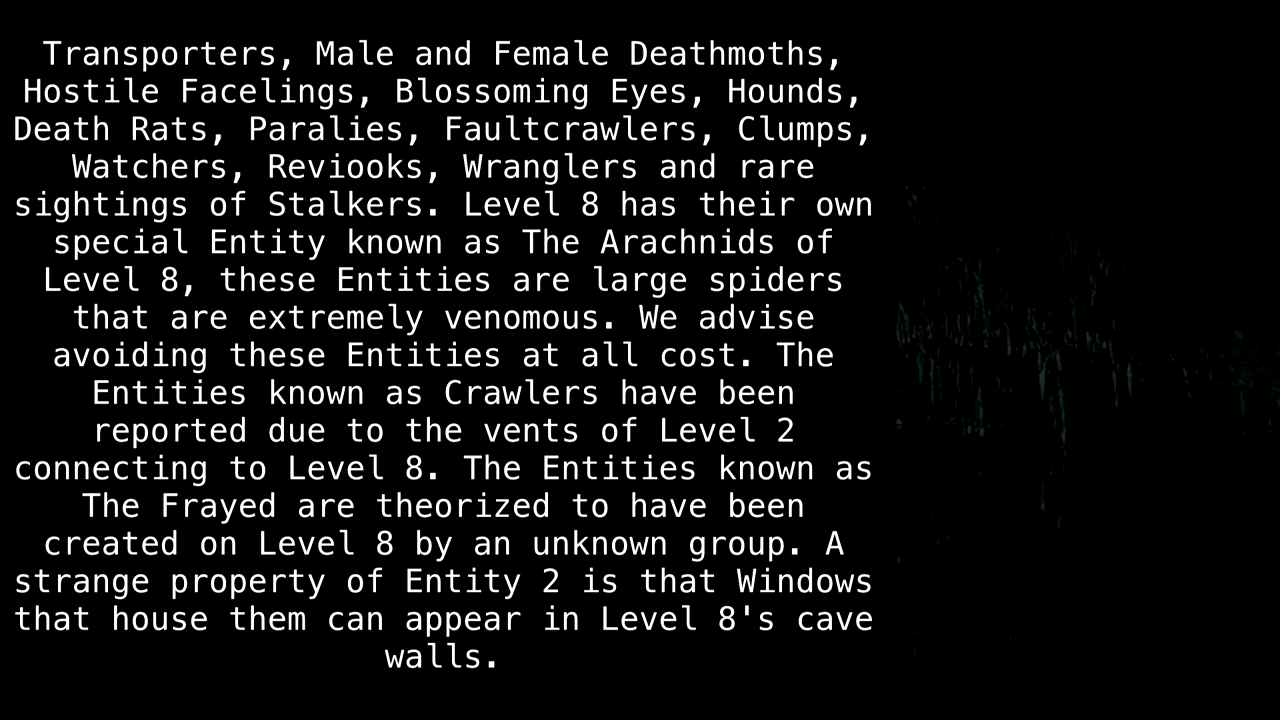 Transporters, Male and Female Deathmoths,
Hostile Facelings, Blossoming Eyes, Hounds,
Death Rats, Paralies, Faultcrawlers, Clumps,
Watchers, Reviooks, Wranglers and rare
sightings of Stalkers. Level 8 has their own
special Entity known as The Arachnids of
Level 8, these Entities are large spiders
that are extremely venomous. We advise
avoiding these Entities at all cost. The
Entities known as Crawlers have been
reported due to the vents of Level 2
connecting to Level 8. The Entities known as
The Frayed are theorized to have been
created on Level 8 by an unknown group. A
strange property of Entity 2 is that Windows
that house them can appear in Level 8's cave
walls.